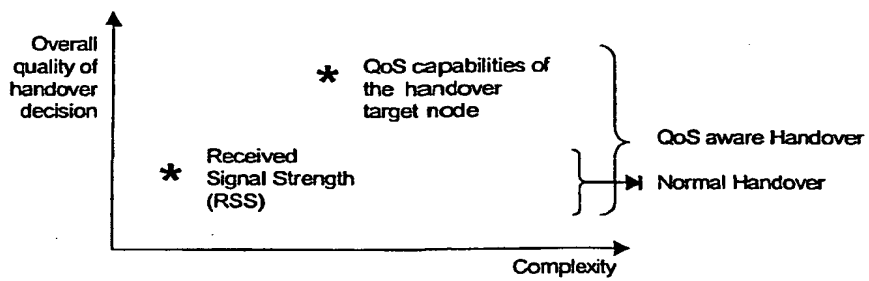 Overall
quality of
handover
decision
* QoS capabilities of
the handover
target node
* Received
Signal Strength
(RSS)
QoS aware Handover
Normal Handover
Complexity